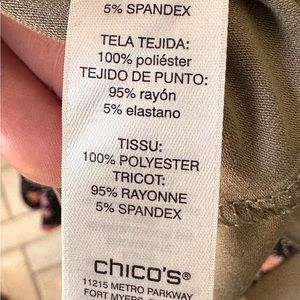 5% SPANDEX
TELA TEJIDA:
100% poliéster
TEJIDO DE PUNTO:
95% rayón
5% elastano
TISSU:
100% POLYESTER
TRICOT:
95% RAYONNE
5% SPANDEX
chico's®
11215 METRO PARKWAY
FORT MYERS,